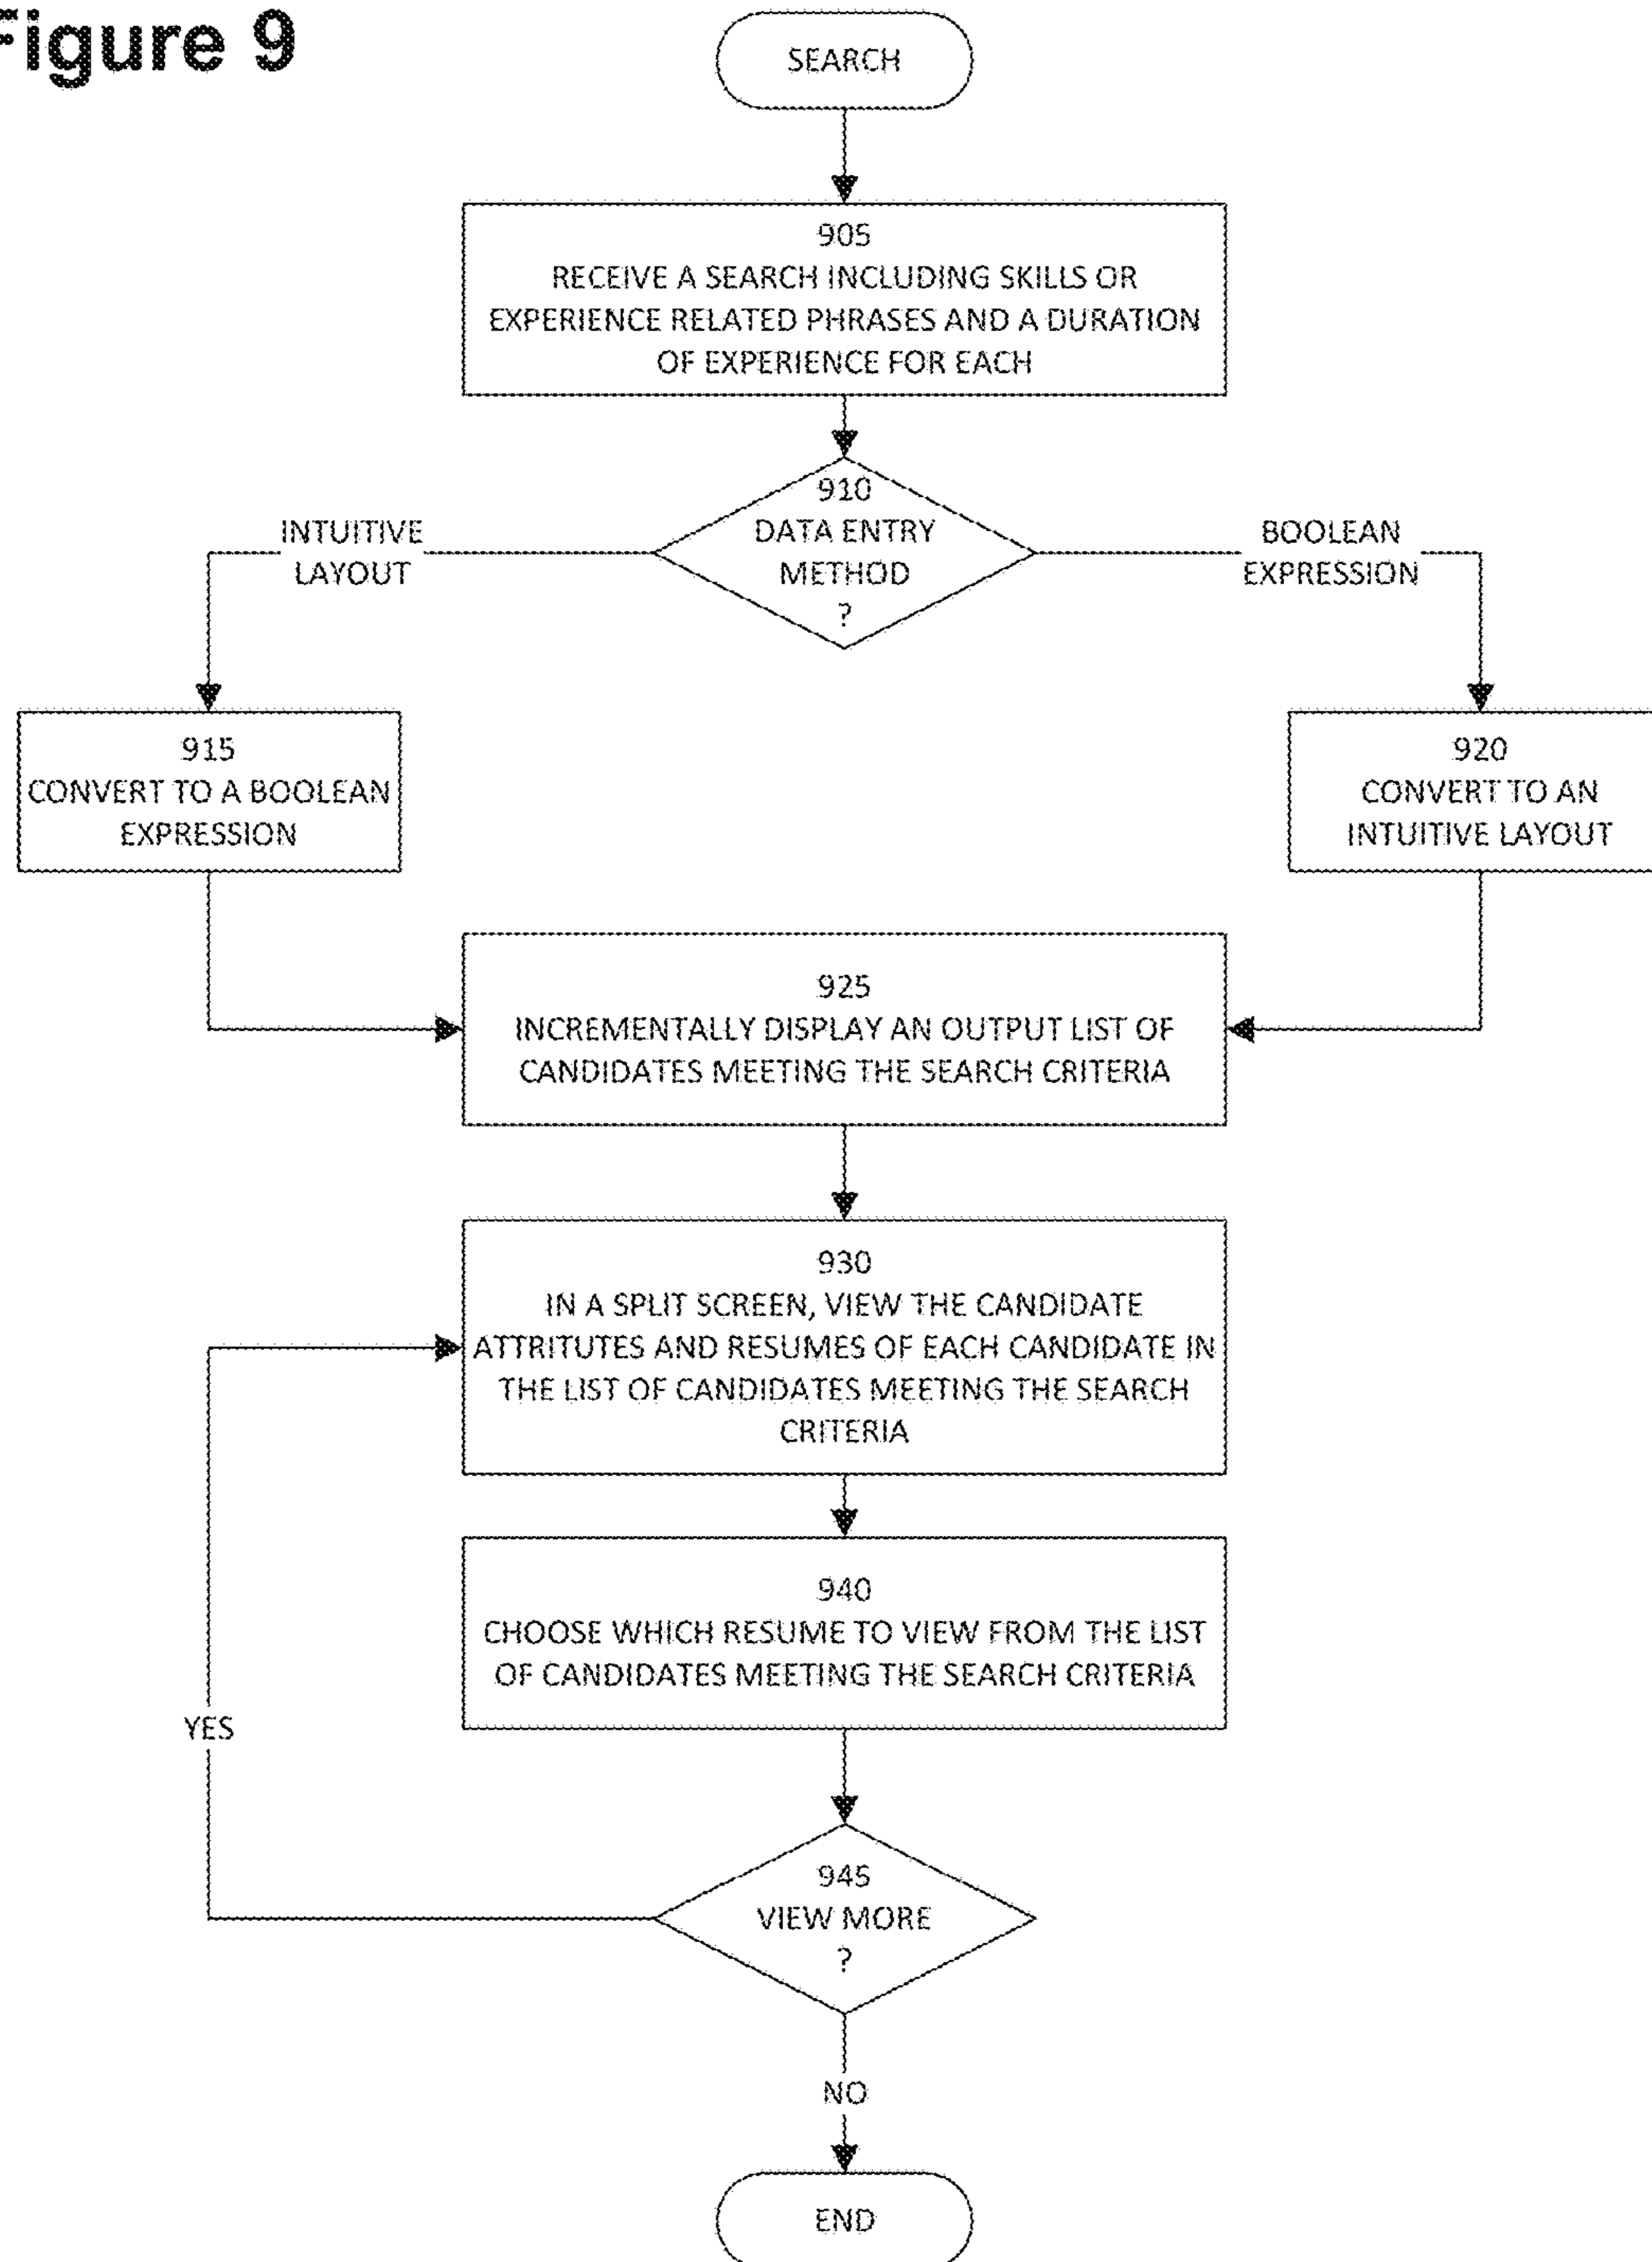 Figure 9
SEARCH
905
RECEIVE A SEARCH INCLUDING SKILLS OR
EXPERIENCE RELATED PHRASES AND A DURATION
OF EXPERIENCE FOR EACH
910
DATA ENTRY
METHOD
?
INTUITIVE
LAYOUT
BOOLEAN
EXPRESSION
915
CONVERT TO A BOOLEAN
EXPRESSION
920
CONVERT TO AN
INTUITIVE LAYOUT
925
INCREMENTALLY DISPLAY AN OUTPUT LIST OF
CANDIDATES MEETING THE SEARCH CRITERIA
930
IN A SPLIT SCREEN, VIEW THE CANDIDATE
ATTRITUTES AND RESUMES OF EACH CANDIDATE IN
THE LIST OF CANDIDATES MEETING THE SEARCH
CRITERIA
940
CHOOSE WHICH RESUME TO VIEW FROM THE LIST
OF CANDIDATES MEETING THE SEARCH CRITERIA
YES
945
VIEW MORE
?
NO
END